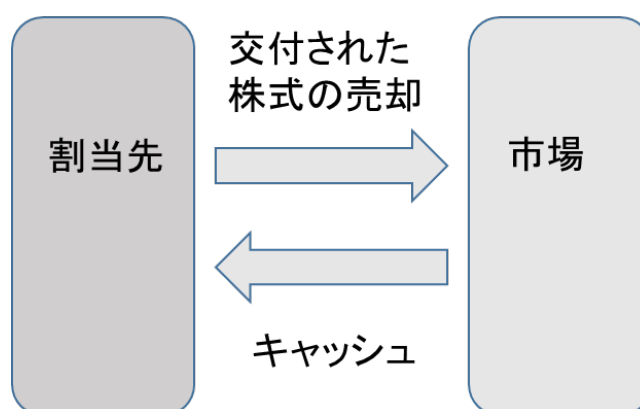 交付された
株式の売却
割当先
市場
キャッシュ